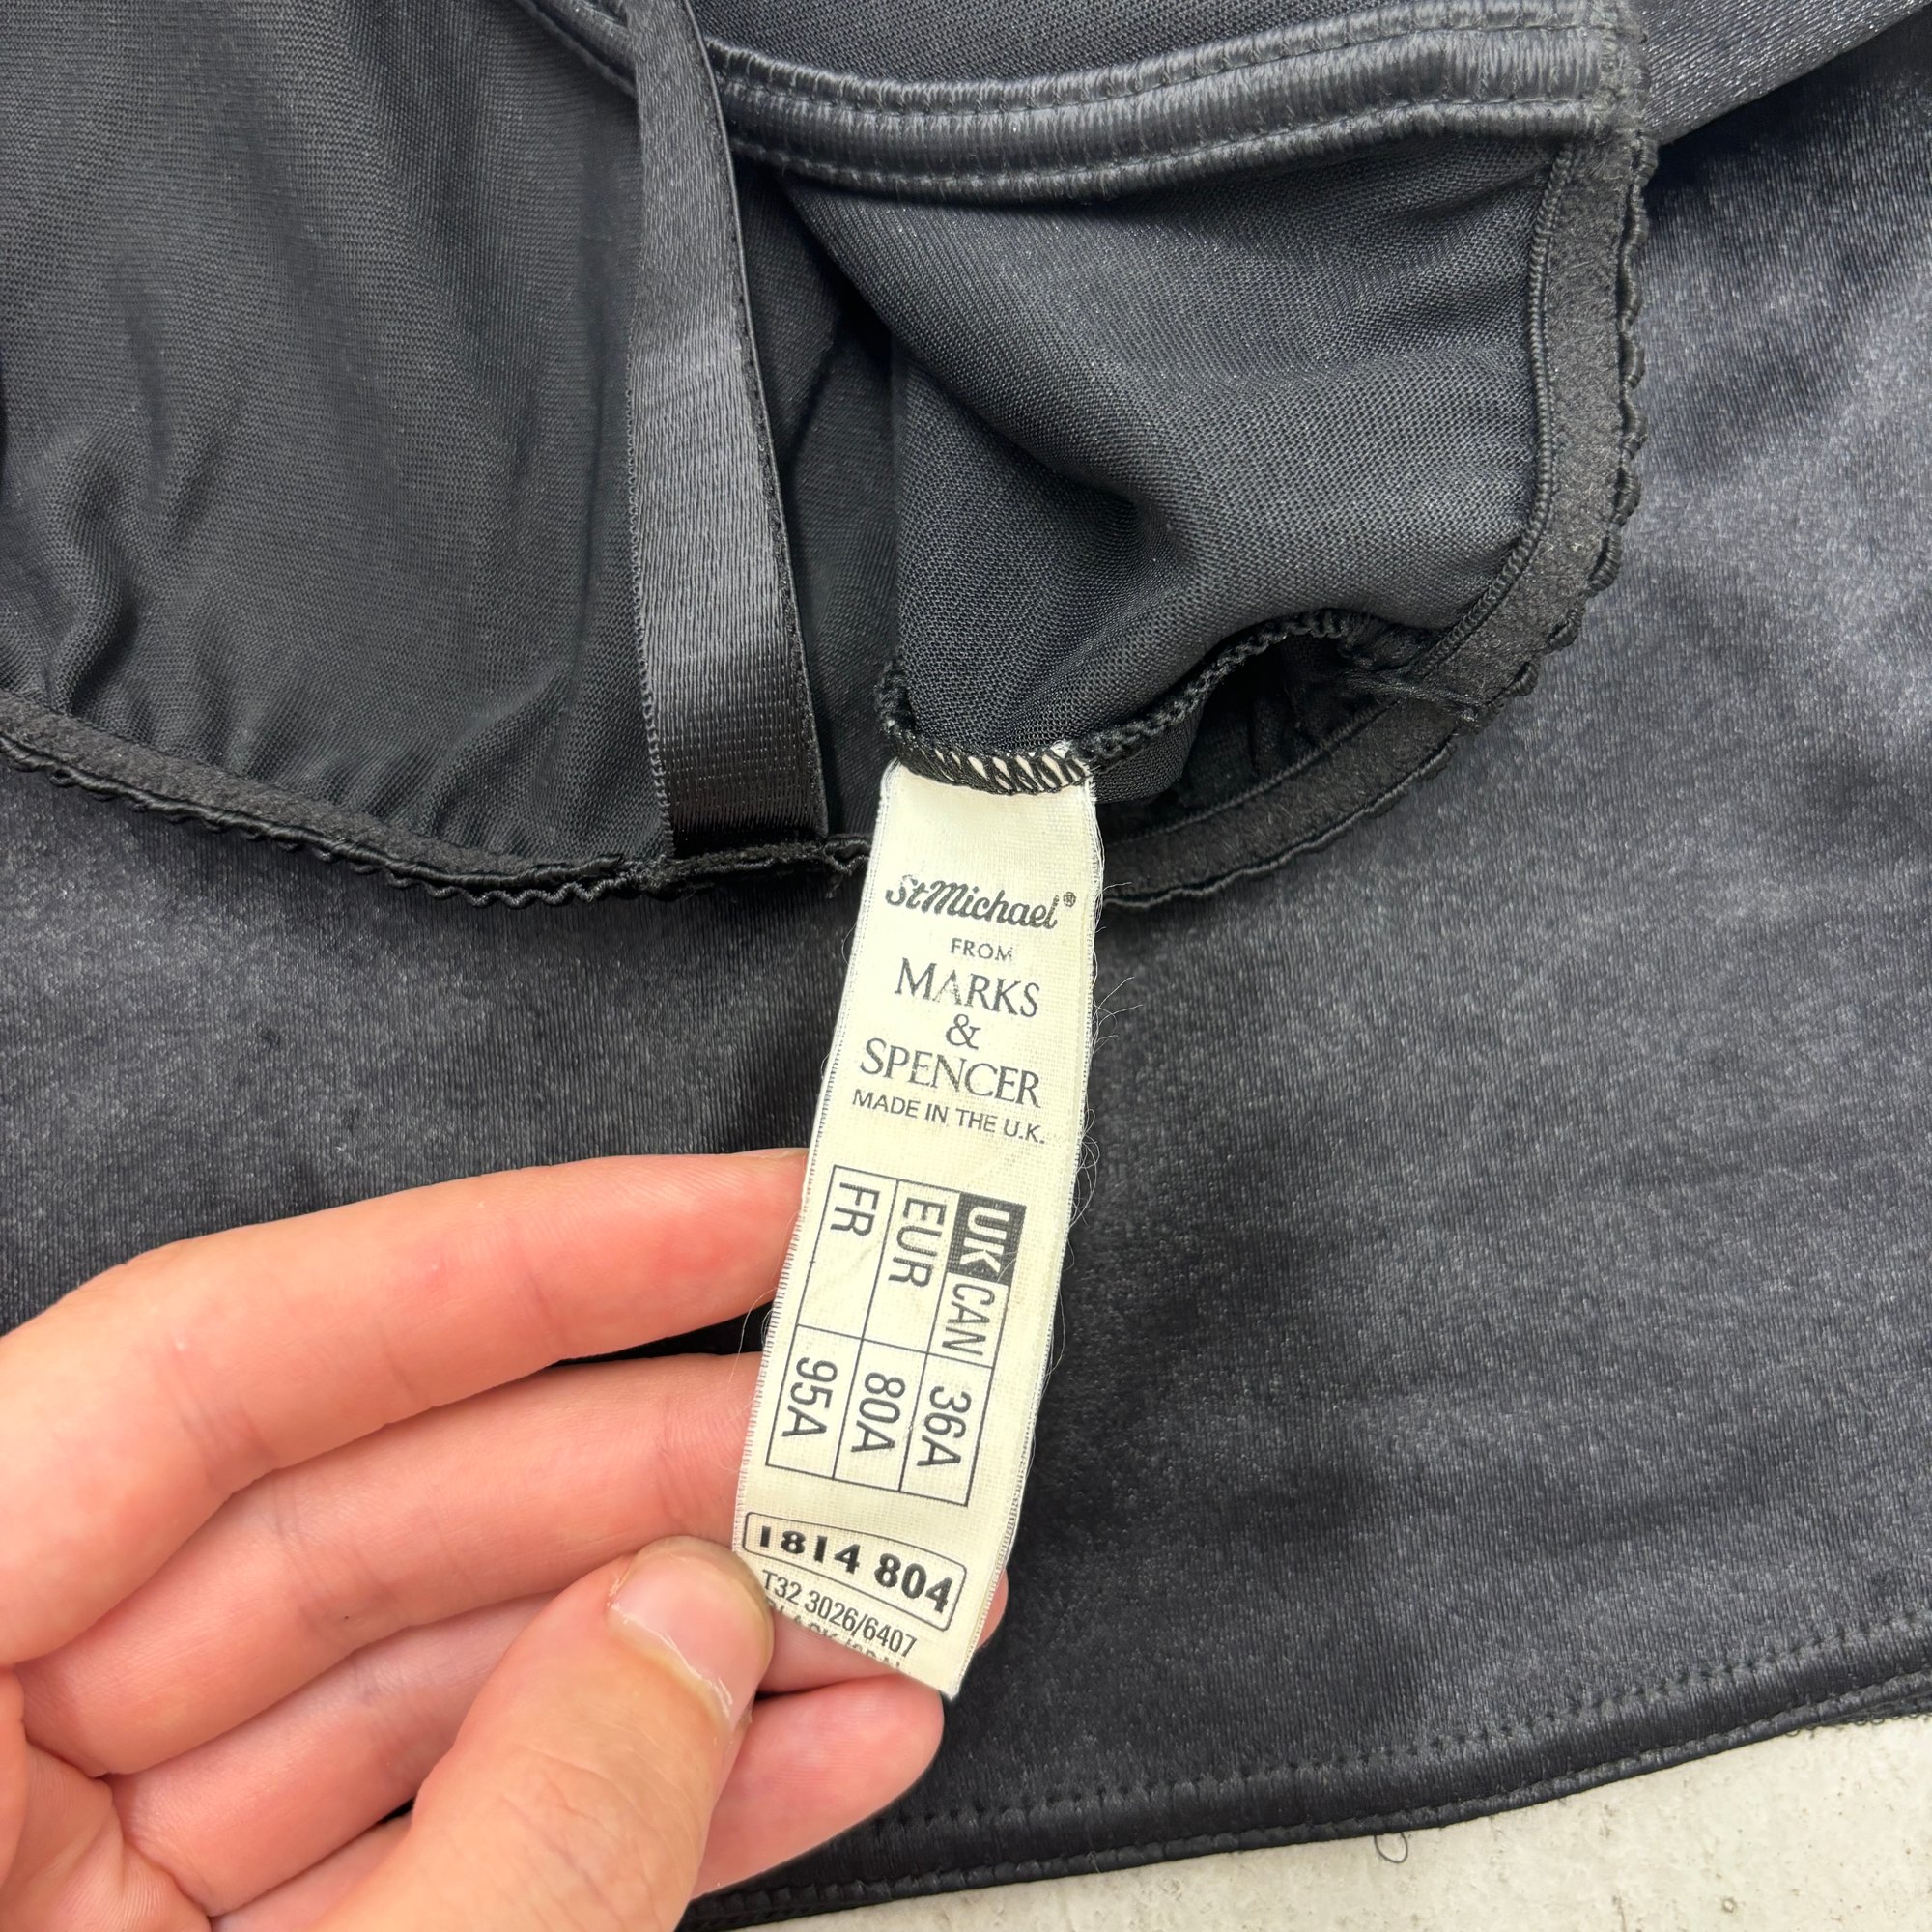 StMichael®
FROM
MARKS
&
SPENCER
MADE IN THE U.K.
UK CAN 36A
EUR 80A
FR 95A
1814 804
T32 3026/6407